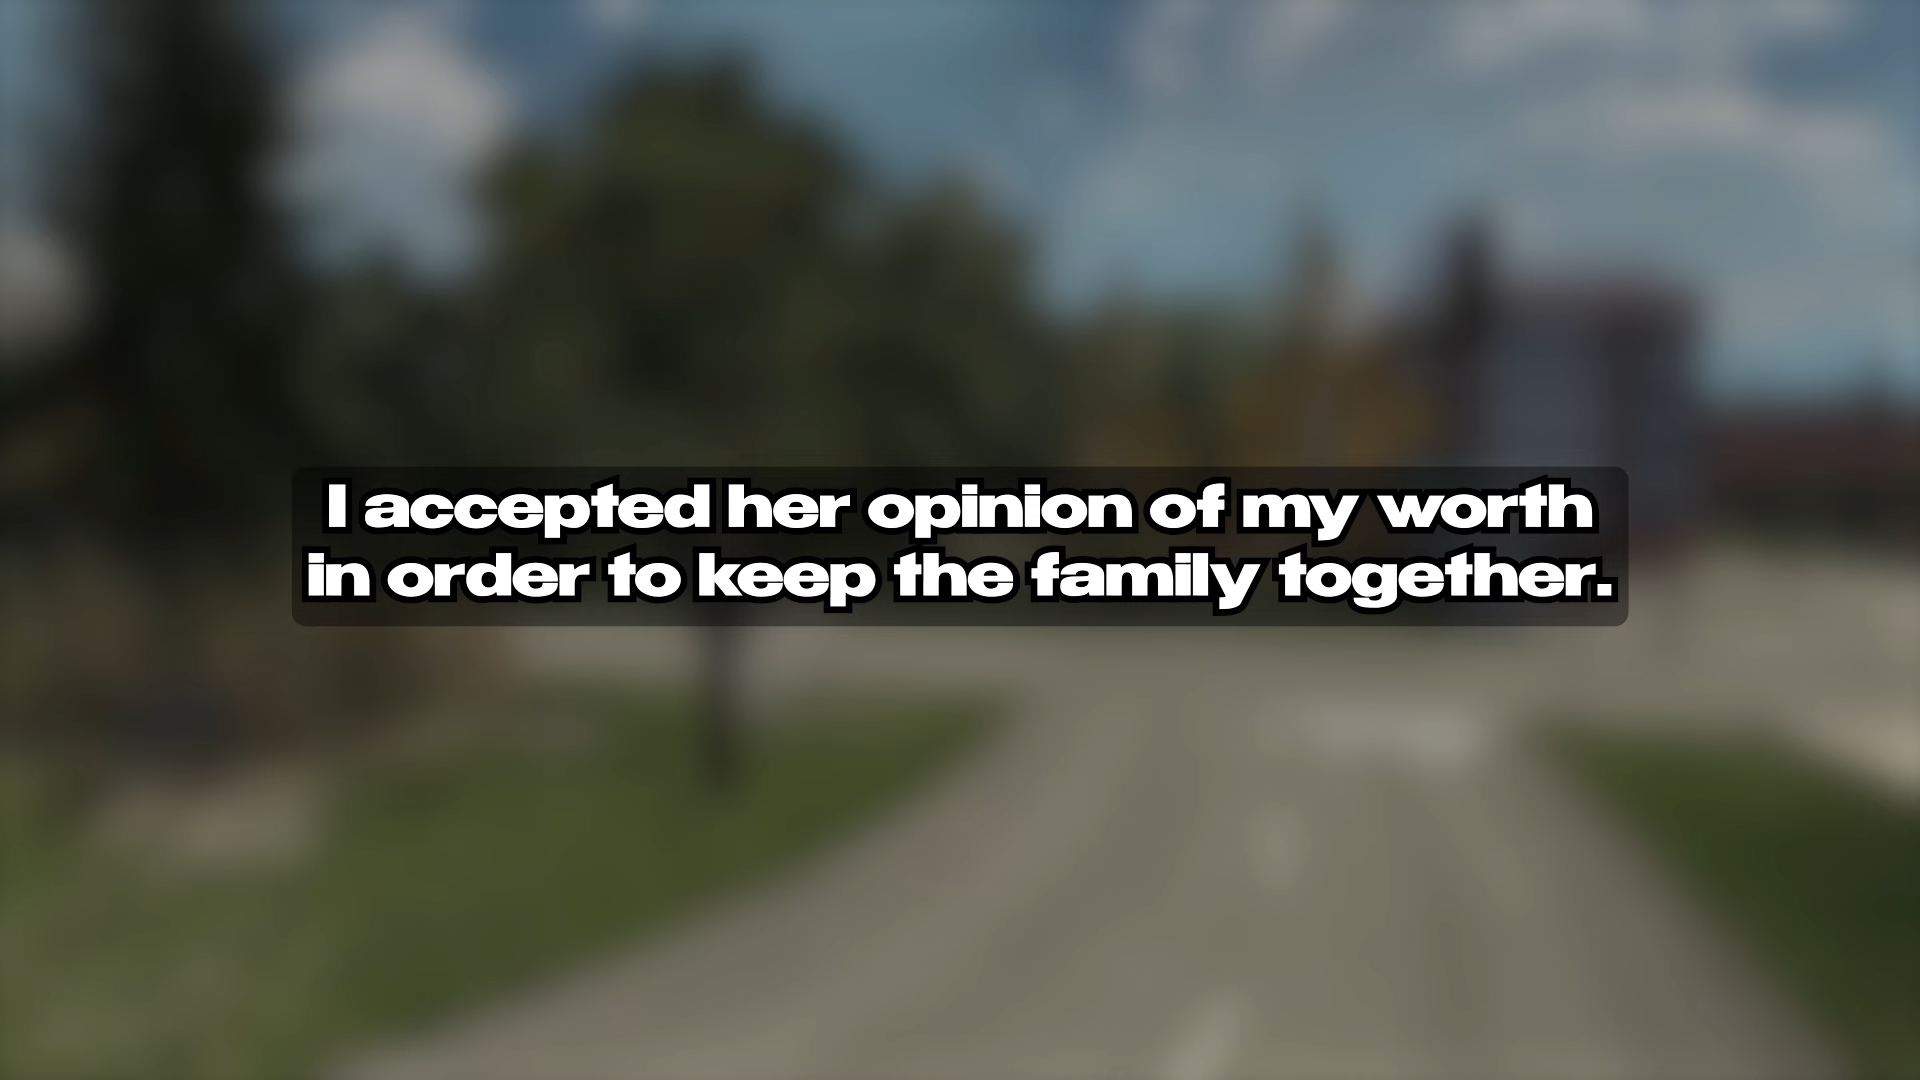 I accepted her opinion of my worth
in order to keep the family together.